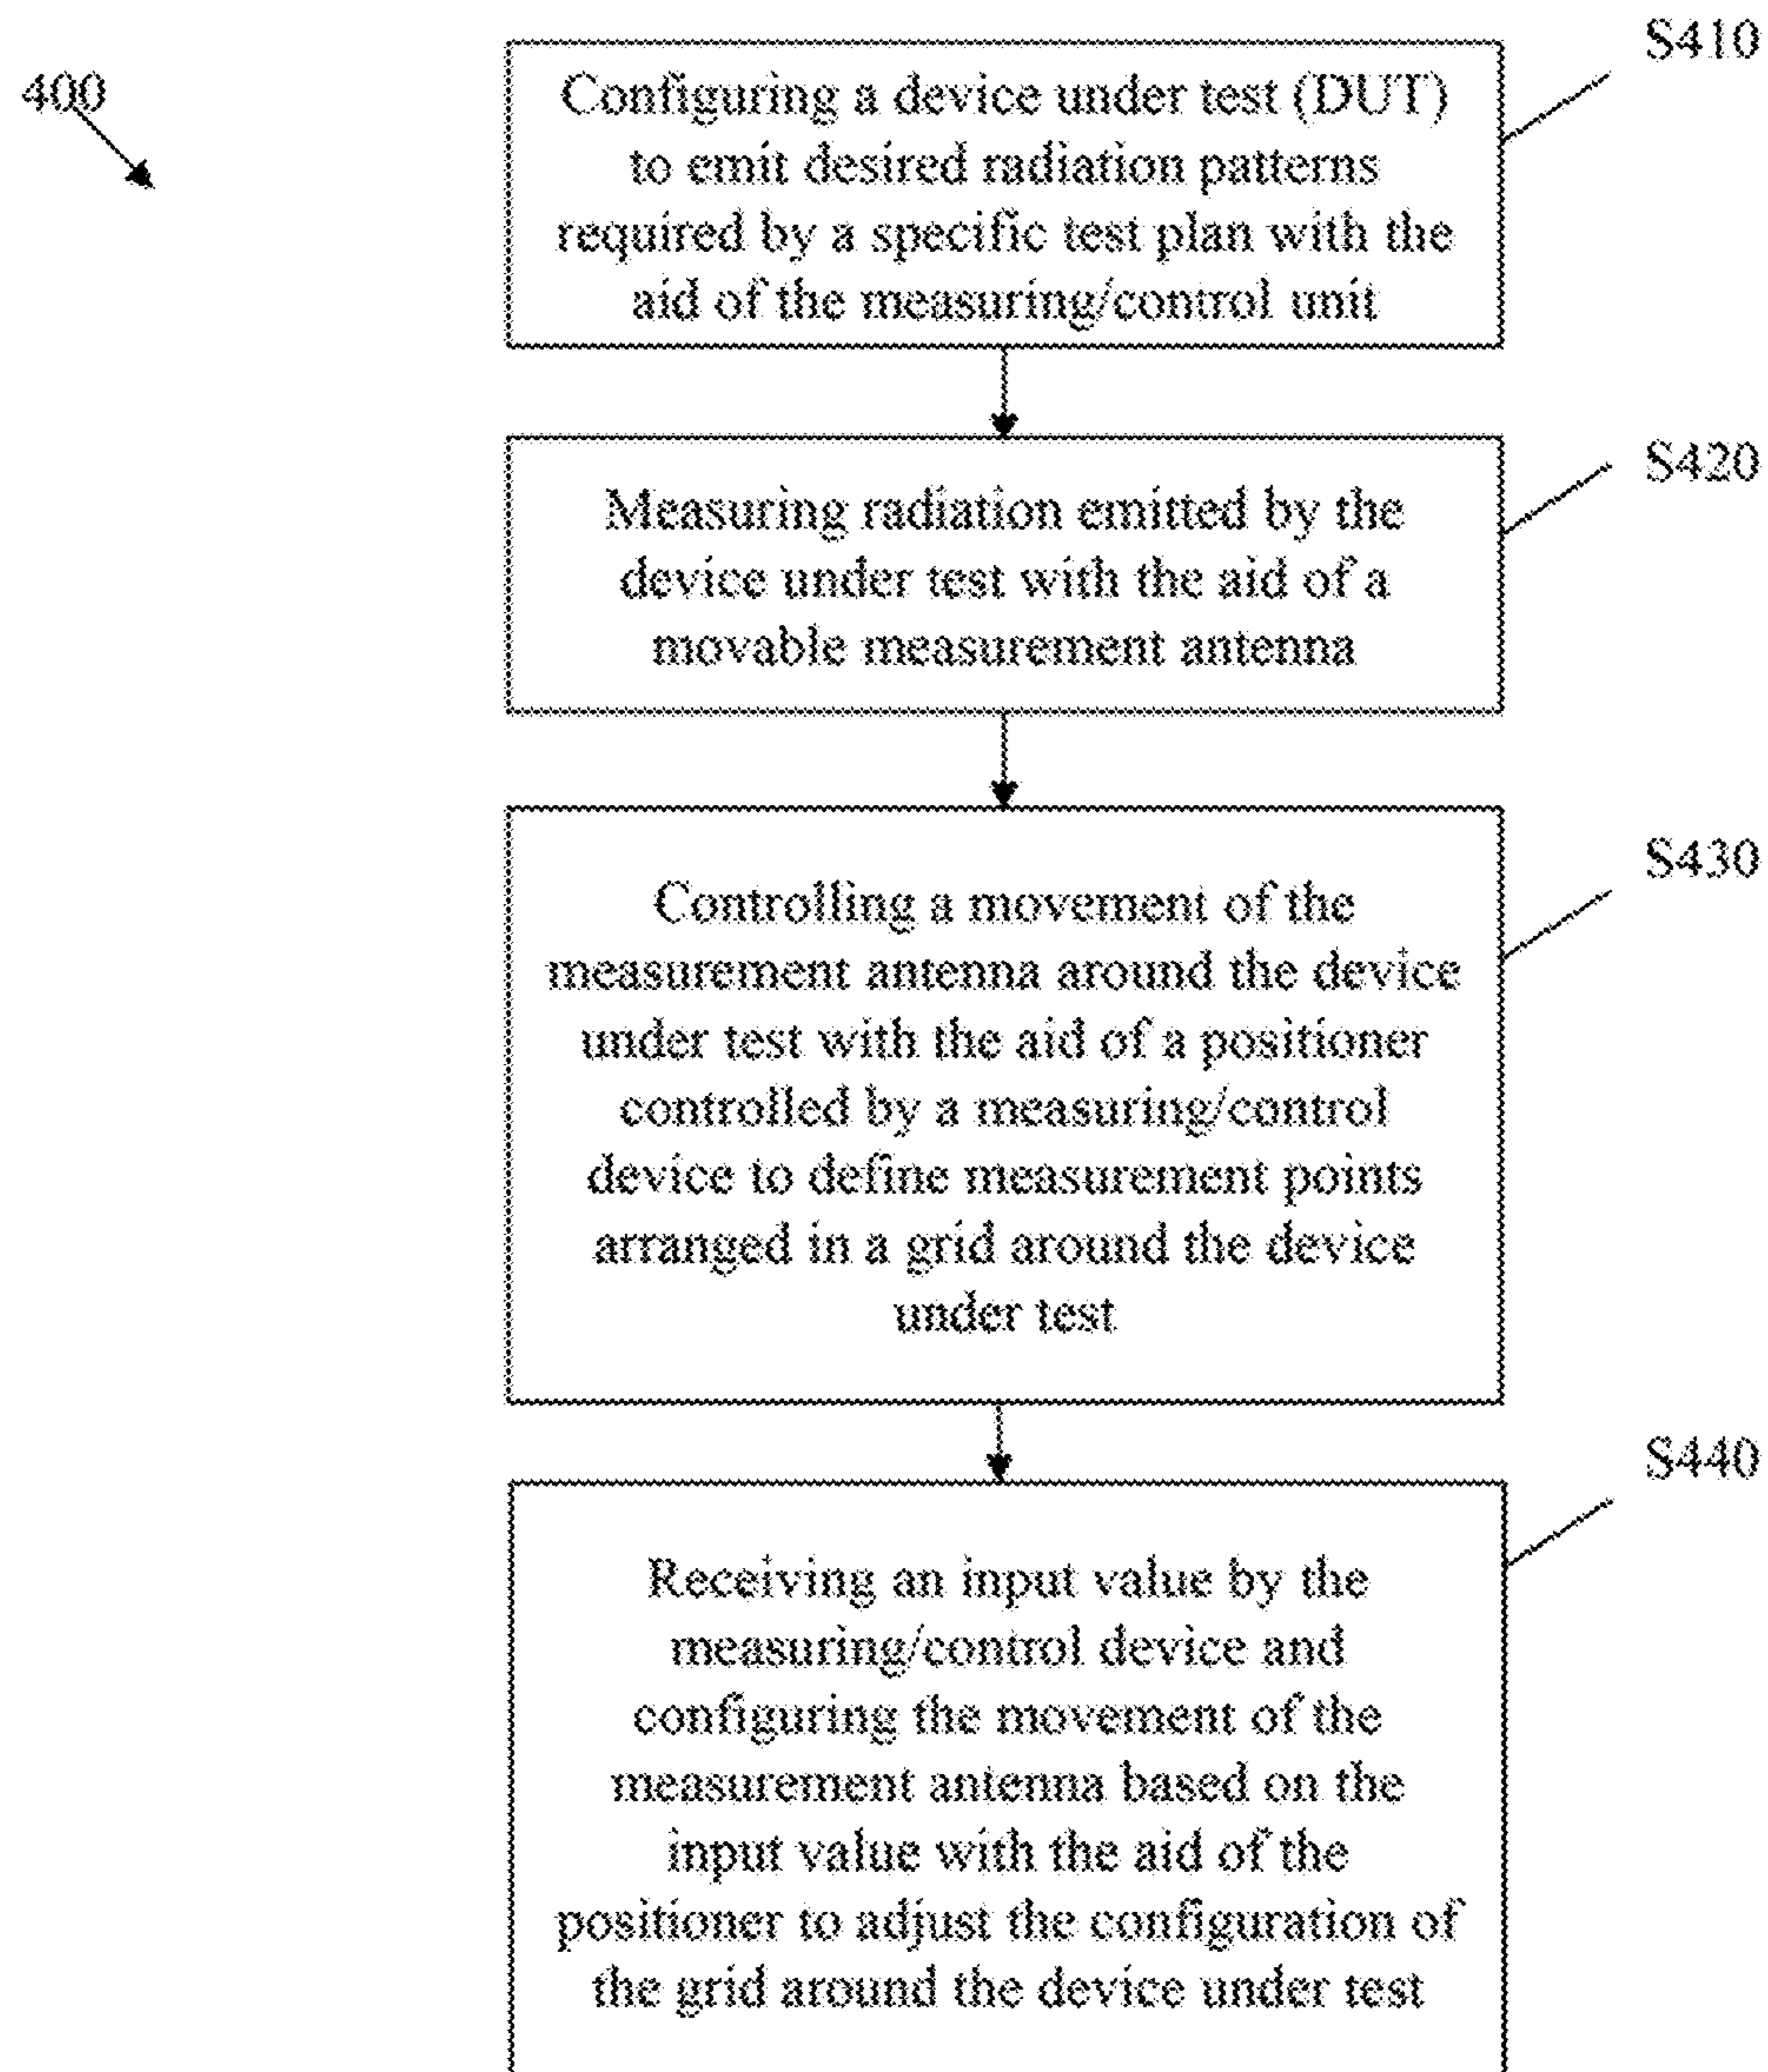 400
S410
Configuring a device under test (DUT)
to emit desired radiation patterns
required by a specific test plan with the
aid of the measuring/control unit
S420
Measuring radiation emitted by the
device under test with the aid of a
movable measurement antenna
S430
Controlling a movement of the
measurement antenna around the device
under test with the aid of a positioner
controlled by a measuring/control
device to define measurement points
arranged in a grid around the device
under test
S440
Receiving an input value by the
measuring/control device and
configuring the movement of the
measurement antenna based on the
input value with the aid of the
positioner to adjust the configuration of
the grid around the device under test